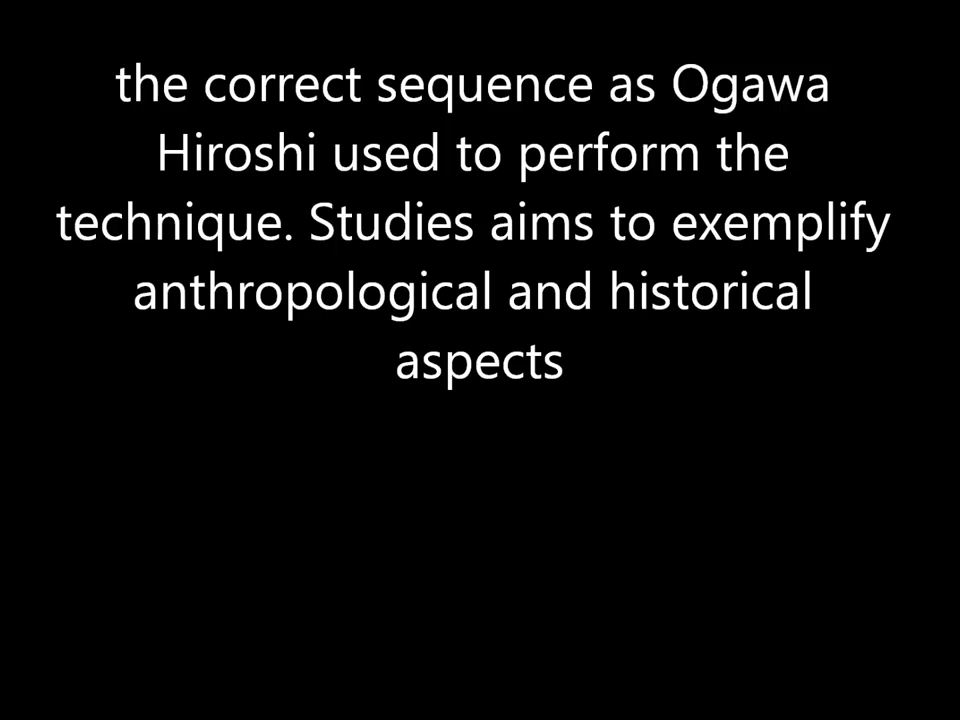 the correct sequence as Ogawa
Hiroshi used to perform the
technique. Studies aims to exemplify
anthropological and historical
aspects